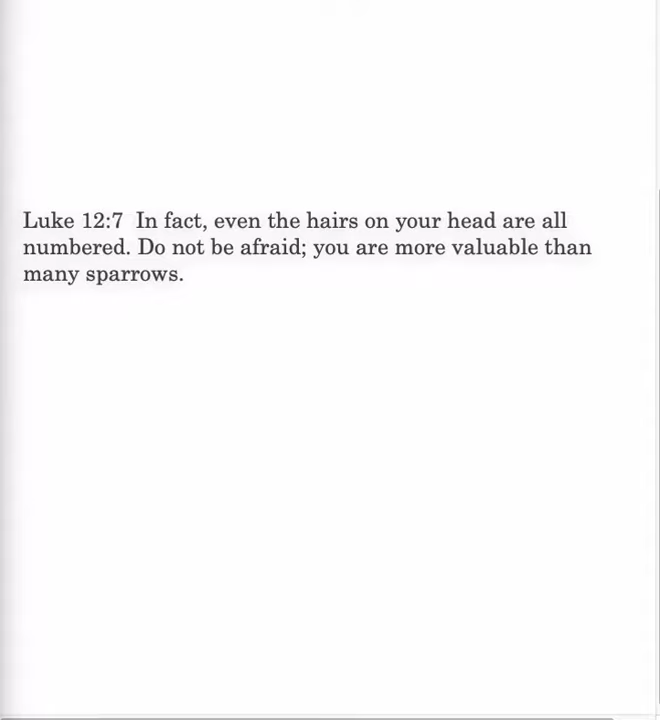 Luke 12:7 In fact, even the hairs on your head are all
numbered. Do not be afraid; you are more valuable than
many sparrows.